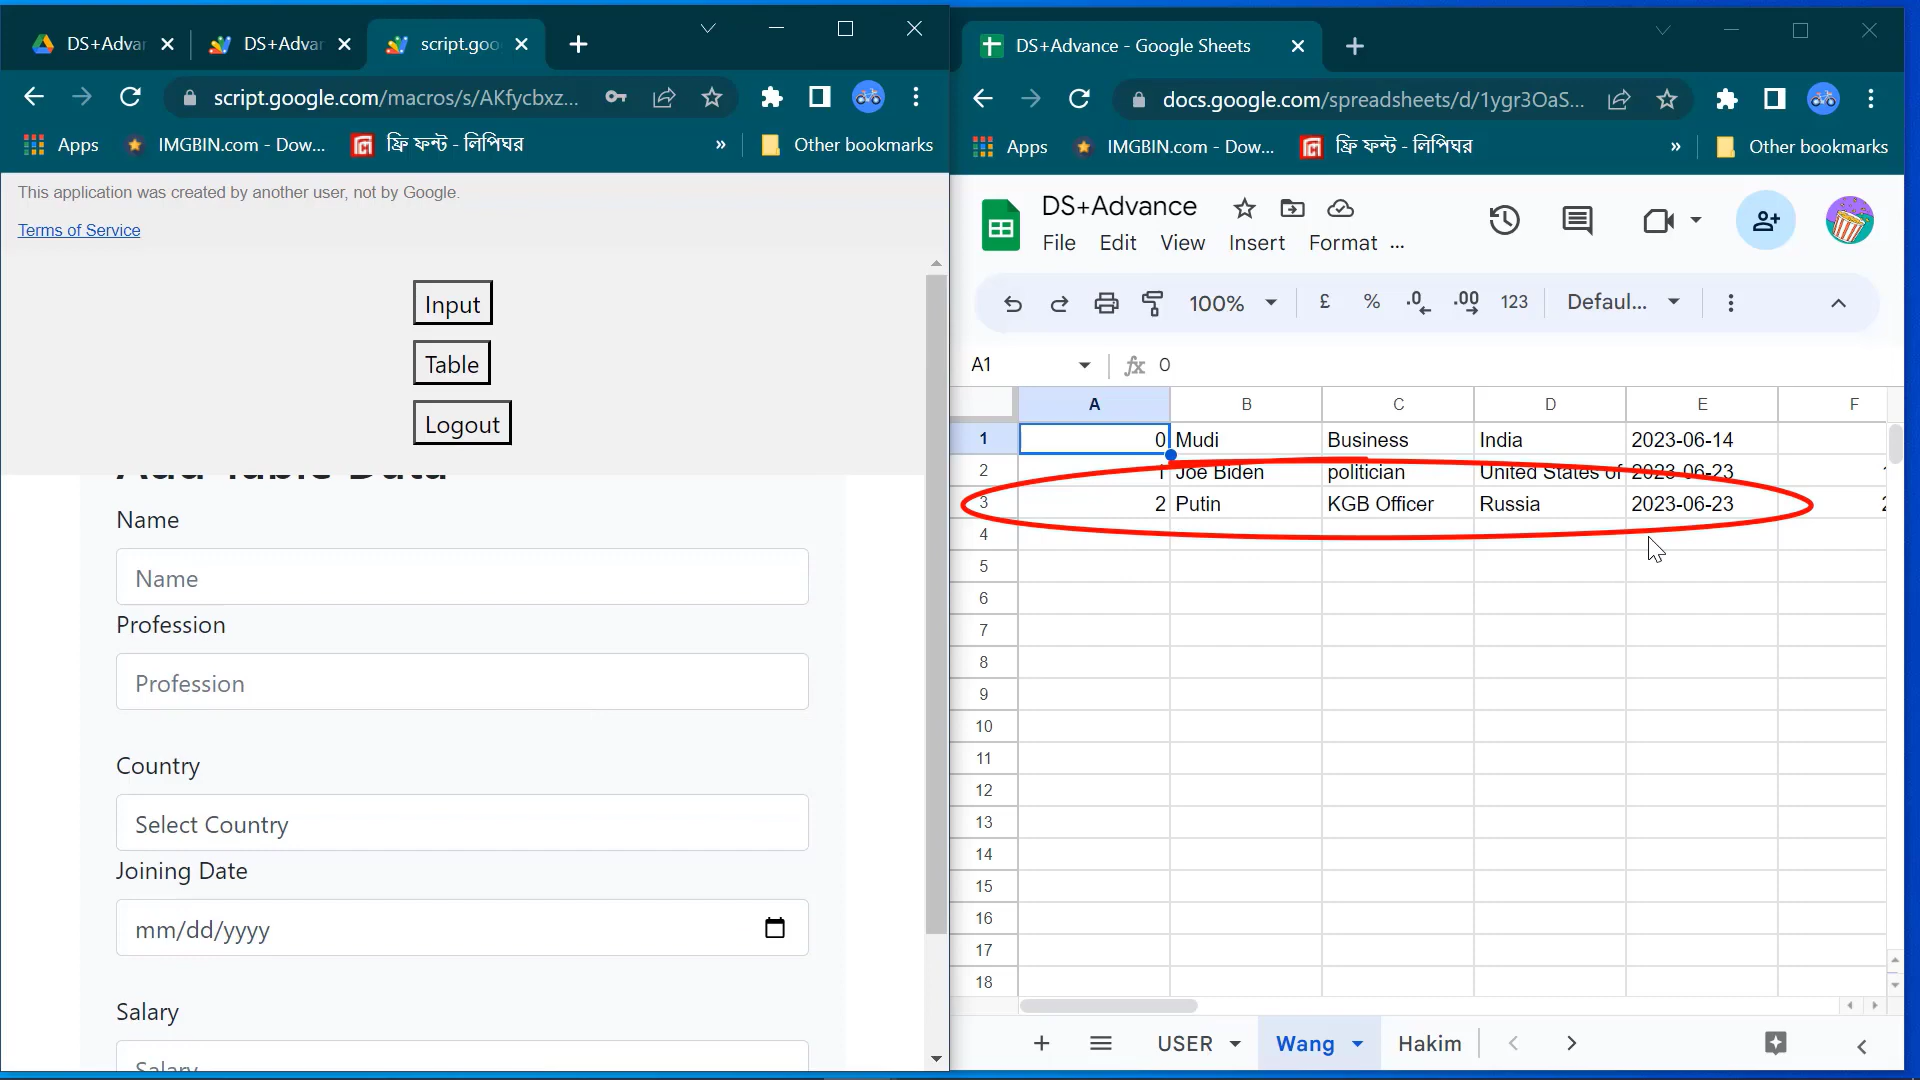 DS+Advar
DS+Advar
script.goo
script.google.com/macros/s/AKfycbxz...
Apps
IMGBIN.com - Dow...
ফ্রি ফন্ট - লিপিঘর
»
Other bookmarks
This application was created by another user, not by Google.
Terms of Service
Input
Table
Logout
Add Table Data
Name
Name
Profession
Profession
Country
Select Country
Joining Date
mm/dd/yyyy
Salary
Salary
DS+Advance - Google Sheets
docs.google.com/spreadsheets/d/1ygr3OaS...
Apps
IMGBIN.com - Dow...
ফ্রি ফন্ট - লিপিঘর
»
Other bookmarks
DS+Advance
File Edit View Insert Format ...
100% £ % .0 .00 123 Defaul...
A1 fx 0
A B C D E F
1 0 Mudi Business India 2023-06-14
2 1 Joe Biden politician United States of 2023-06-23
3 2 Putin KGB Officer Russia 2023-06-23
4
5
6
7
8
9
10
11
12
13
14
15
16
17
18
USER Wang Hakim